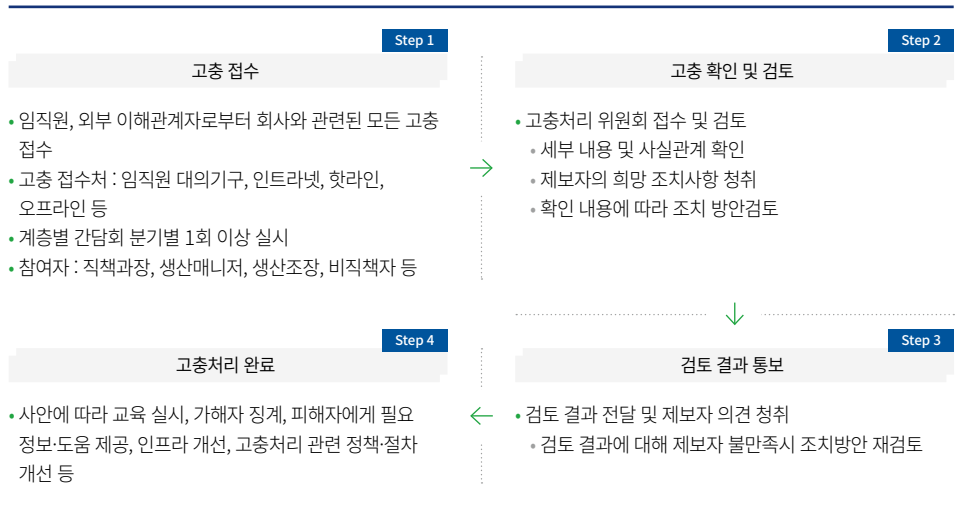 Step 1
고충 접수
• 임직원, 외부 이해관계자로부터 회사와 관련된 모든 고충
접수
• 고충 접수처 : 임직원 대의기구, 인트라넷, 핫라인,
오프라인 등
• 계층별 간담회 분기별 1회 이상 실시
• 참여자 : 직책과장, 생산매니저, 생산조장, 비직책자 등
Step 2
고충 확인 및 검토
• 고충처리 위원회 접수 및 검토
• 세부 내용 및 사실관계 확인
• 제보자의 희망 조치사항 청취
• 확인 내용에 따라 조치 방안검토
Step 3
검토 결과 통보
• 검토 결과 전달 및 제보자 의견 청취
• 검토 결과에 대해 제보자 불만족시 조치방안 재검토
Step 4
고충처리 완료
• 사안에 따라 교육 실시, 가해자 징계, 피해자에게 필요
정보·도움 제공, 인프라 개선, 고충처리 관련 정책·절차
개선 등